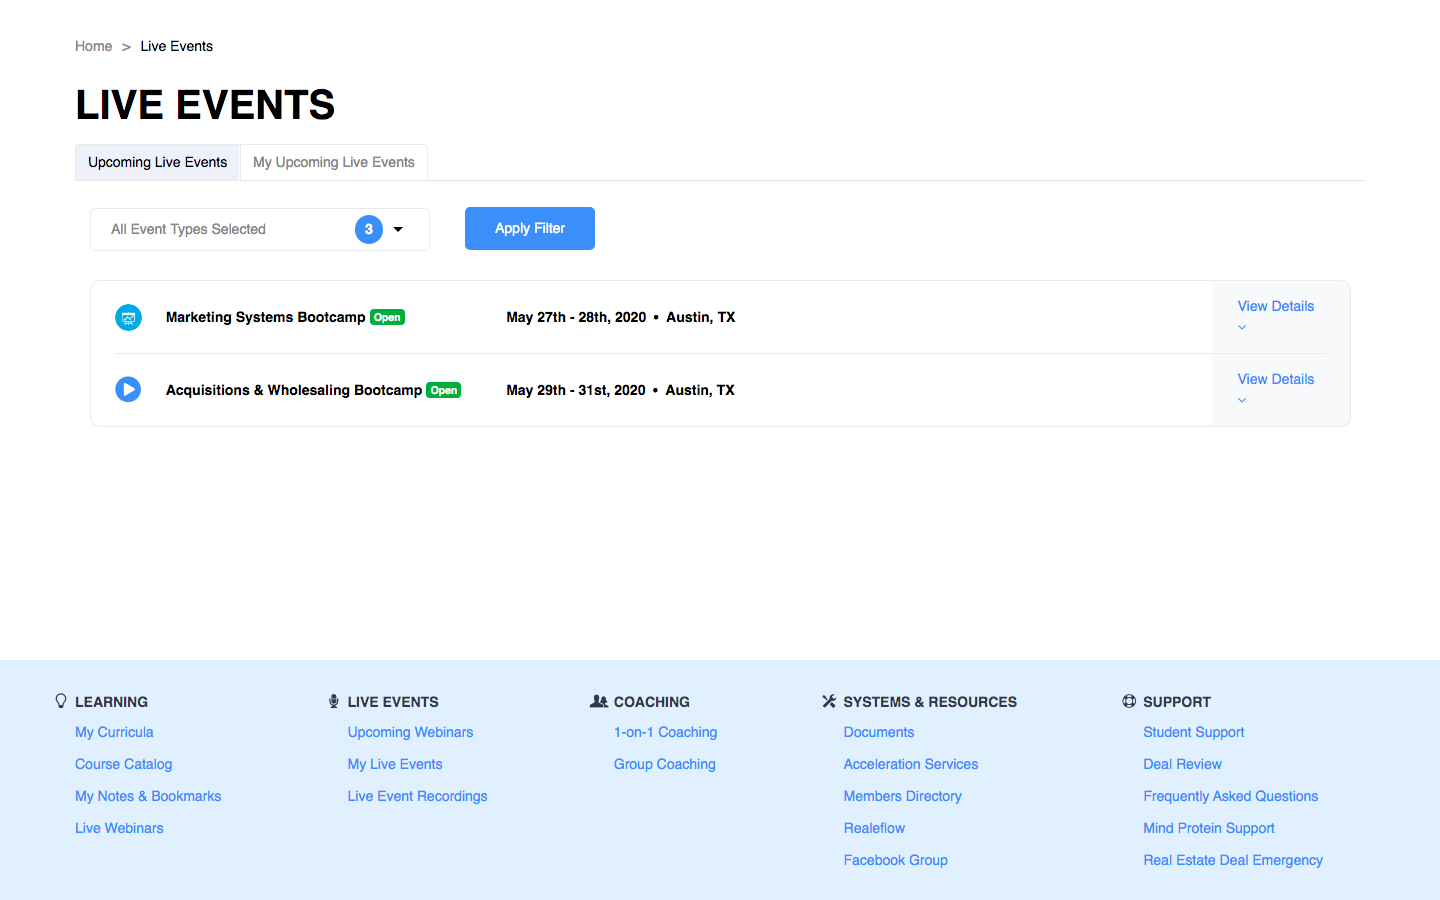 Home > Live Events
LIVE EVENTS
Upcoming Live Events
My Upcoming Live Events
All Event Types Selected 3
Apply Filter
Marketing Systems Bootcamp Open May 27th - 28th, 2020 • Austin, TX View Details
Acquisitions & Wholesaling Bootcamp Open May 29th - 31st, 2020 • Austin, TX View Details
LEARNING
My Curricula
Course Catalog
My Notes & Bookmarks
Live Webinars
LIVE EVENTS
Upcoming Webinars
My Live Events
Live Event Recordings
COACHING
1-on-1 Coaching
Group Coaching
SYSTEMS & RESOURCES
Documents
Acceleration Services
Members Directory
Realeflow
Facebook Group
SUPPORT
Student Support
Deal Review
Frequently Asked Questions
Mind Protein Support
Real Estate Deal Emergency